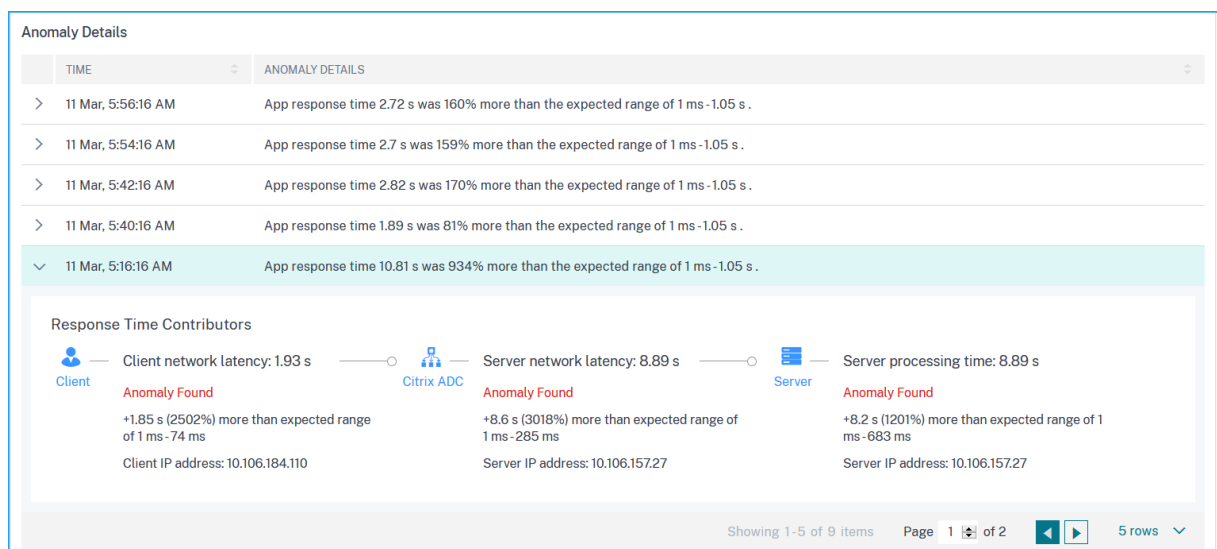 Anomaly Details
TIME ANOMALY DETAILS
11 Mar, 5:56:16 AM App response time 2.72 s was 160% more than the expected range of 1 ms-1.05 s .
11 Mar, 5:54:16 AM App response time 2.7 s was 159% more than the expected range of 1 ms-1.05 s .
11 Mar, 5:42:16 AM App response time 2.82 s was 170% more than the expected range of 1 ms-1.05 s .
11 Mar, 5:40:16 AM App response time 1.89 s was 81% more than the expected range of 1 ms-1.05 s .
11 Mar, 5:16:16 AM App response time 10.81 s was 934% more than the expected range of 1 ms-1.05 s .
Response Time Contributors
Client
Client network latency: 1.93 s
Anomaly Found
+1.85 s (2502%) more than expected range
of 1 ms-74 ms
Client IP address: 10.106.184.110
Citrix ADC
Server network latency: 8.89 s
Anomaly Found
+8.6 s (3018%) more than expected range of
1 ms-285 ms
Server IP address: 10.106.157.27
Server
Server processing time: 8.89 s
Anomaly Found
+8.2 s (1201%) more than expected range of 1
ms-683 ms
Server IP address: 10.106.157.27
Showing 1-5 of 9 items Page 1 of 2 5 rows